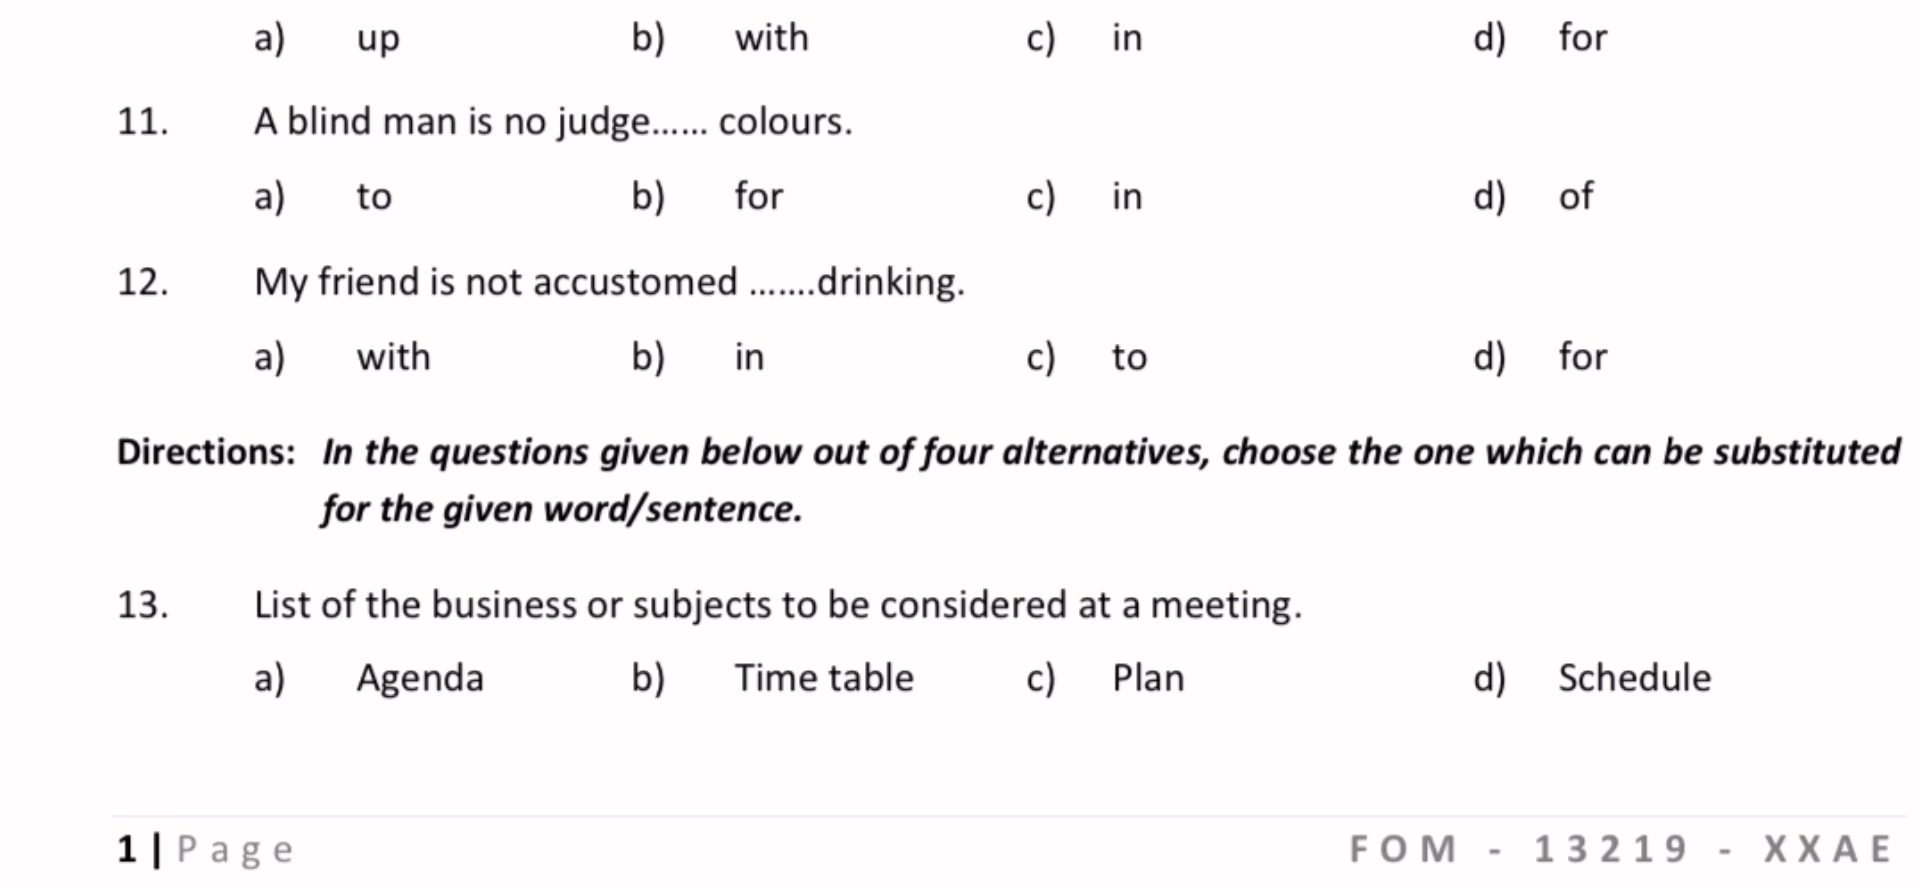 a) up b) with c) in d) for
11. A blind man is no judge...... colours.
a) to b) for c) in d) of
12. My friend is not accustomed .......drinking.
a) with b) in c) to d) for
Directions: In the questions given below out of four alternatives, choose the one which can be substituted
for the given word/sentence.
13. List of the business or subjects to be considered at a meeting.
a) Agenda b) Time table c) Plan d) Schedule
1 | Page FOM - 13219 - XXAE